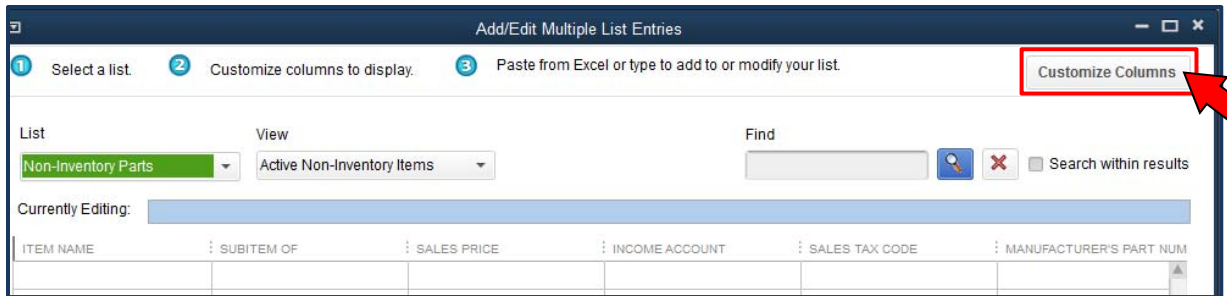 Add/Edit Multiple List Entries
1 Select a list. 2 Customize columns to display. 3 Paste from Excel or type to add to or modify your list. Customize Columns
List View Find
Non-Inventory Parts Active Non-Inventory Items Search within results
Currently Editing:
ITEM NAME SUBITEM OF SALES PRICE INCOME ACCOUNT SALES TAX CODE MANUFACTURER'S PART NUM